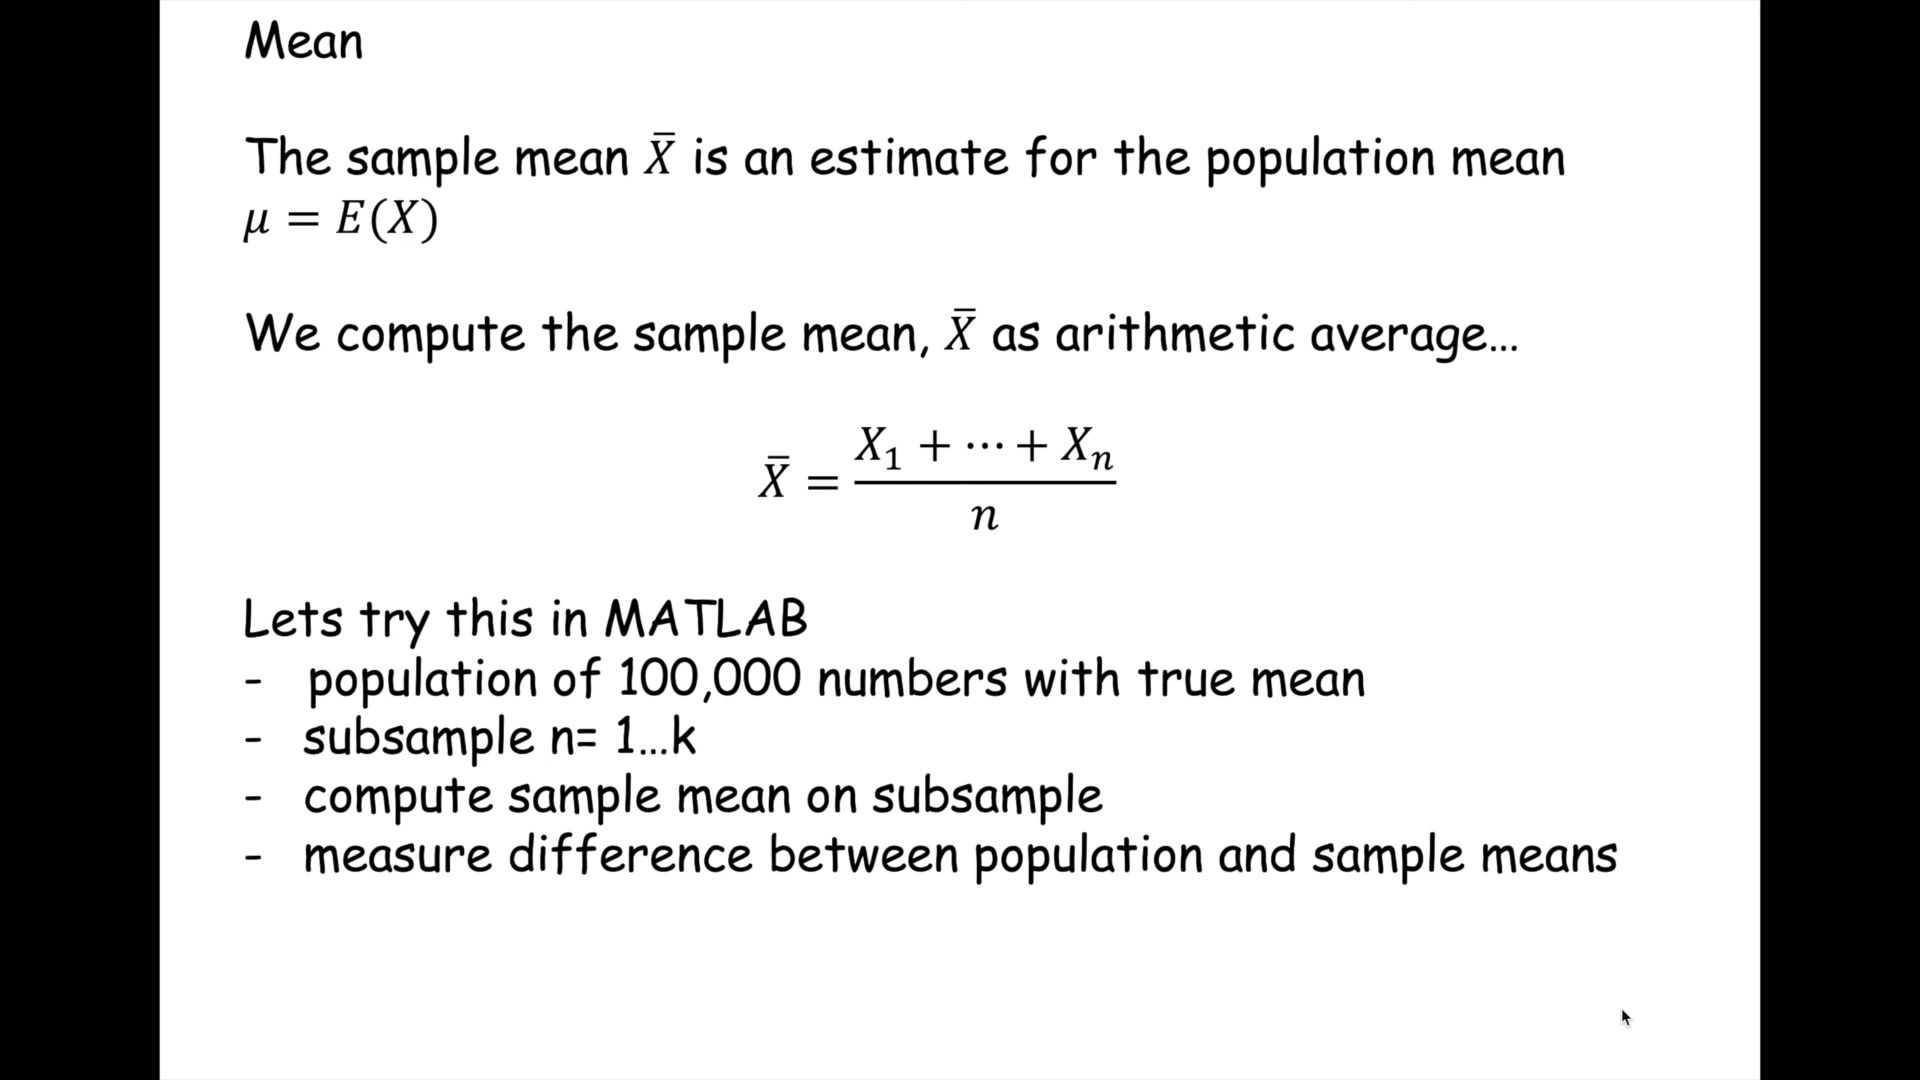 Mean
The sample mean X̄ is an estimate for the population mean
μ = E(X)
We compute the sample mean, X̄ as arithmetic average...
X̄ = (X₁ + ⋯ + Xₙ) / n
Lets try this in MATLAB
- population of 100,000 numbers with true mean
- subsample n= 1...k
- compute sample mean on subsample
- measure difference between population and sample means